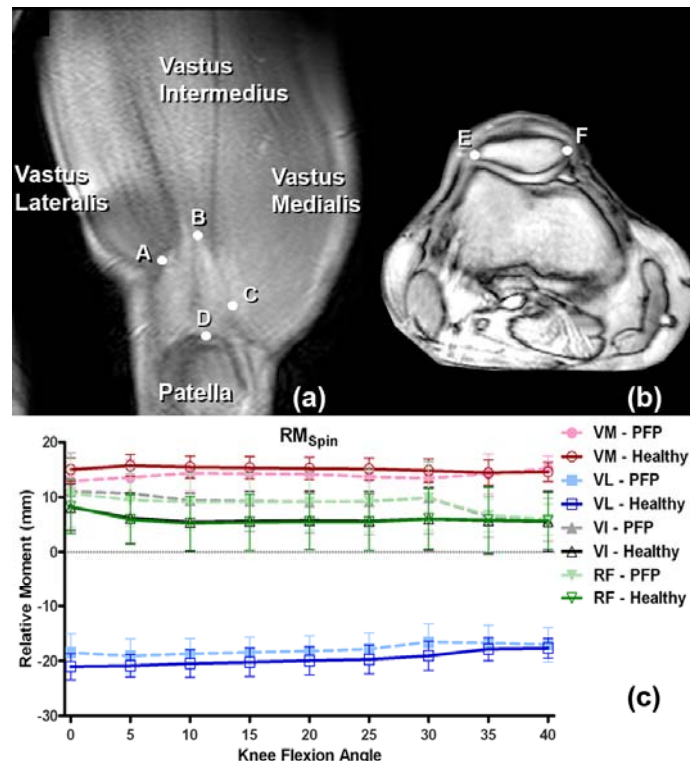 Vastus
Intermedius
Vastus
Lateralis
Vastus
Medialis
A
B
C
D
Patella
(a)
E
F
(b)
RM Spin
Relative Moment (mm)
20
10
0
-10
-20
-30
0 5 10 15 20 25 30 35 40
Knee Flexion Angle
VM - PFP
VM - Healthy
VL - PFP
VL - Healthy
VI - PFP
VI - Healthy
RF - PFP
RF - Healthy
(c)